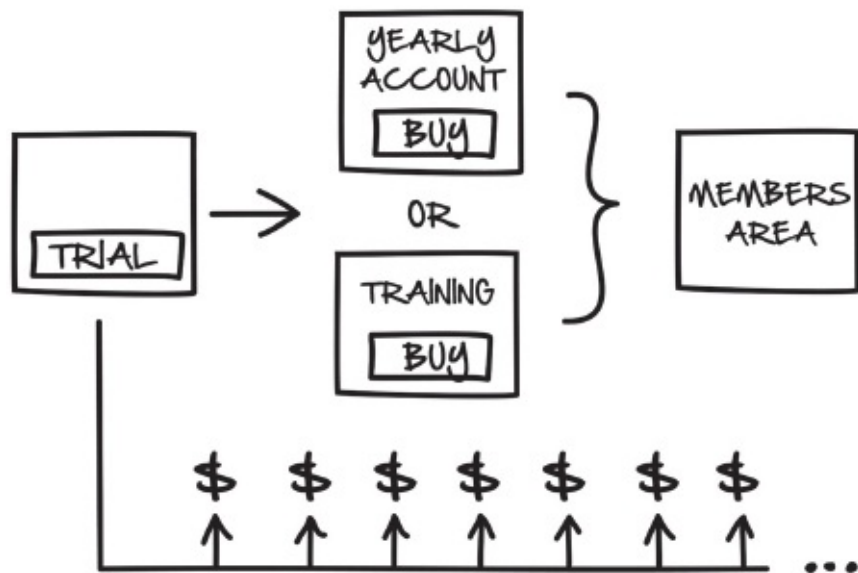 TRIAL
YEARLY
ACCOUNT
BUY
OR
TRAINING
BUY
MEMBERS
AREA
$ $ $ $ $ $ $
...